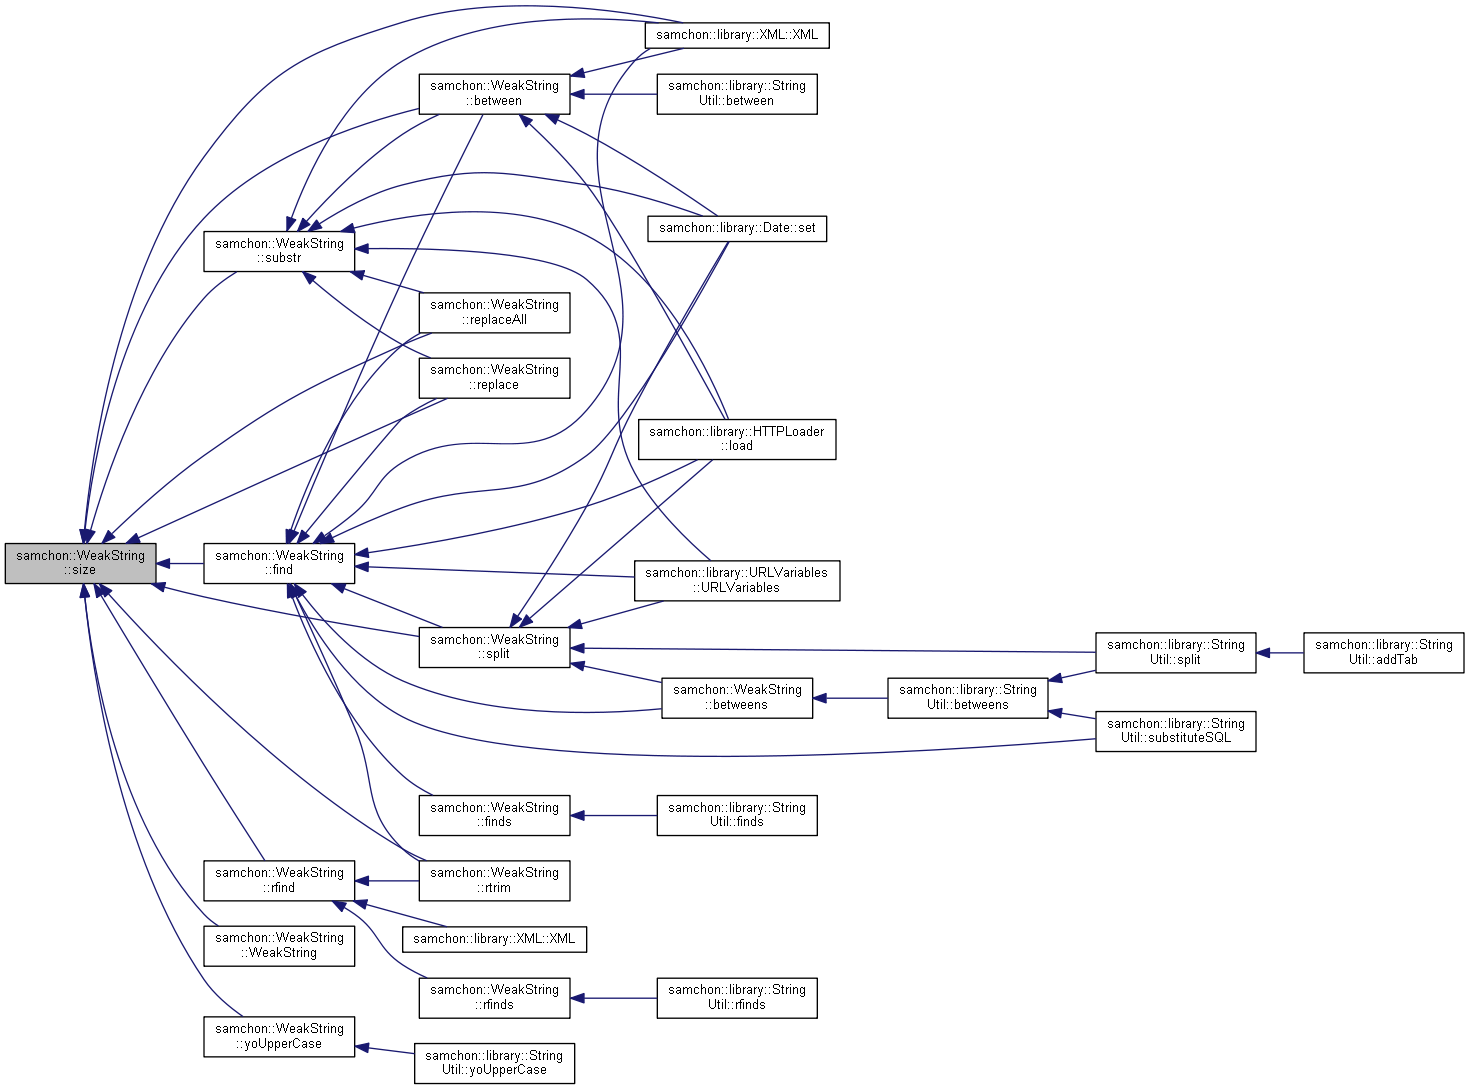 samchon::library::XML::XML
samchon::WeakString
::between
samchon::library::String
Util::between
samchon::library::Date::set
samchon::WeakString
::substr
samchon::WeakString
::replaceAll
samchon::WeakString
::replace
samchon::library::HTTPLoader
::load
samchon::WeakString
::size
samchon::WeakString
::find
samchon::library::URLVariables
::URLVariables
samchon::WeakString
::split
samchon::library::String
Util::split
samchon::library::String
Util::addTab
samchon::WeakString
::betweens
samchon::library::String
Util::betweens
samchon::library::String
Util::substituteSQL
samchon::WeakString
::finds
samchon::library::String
Util::finds
samchon::WeakString
::rfind
samchon::WeakString
::rtrim
samchon::WeakString
::WeakString
samchon::library::XML::XML
samchon::WeakString
::rfinds
samchon::library::String
Util::rfinds
samchon::WeakString
::yoUpperCase
samchon::library::String
Util::yoUpperCase